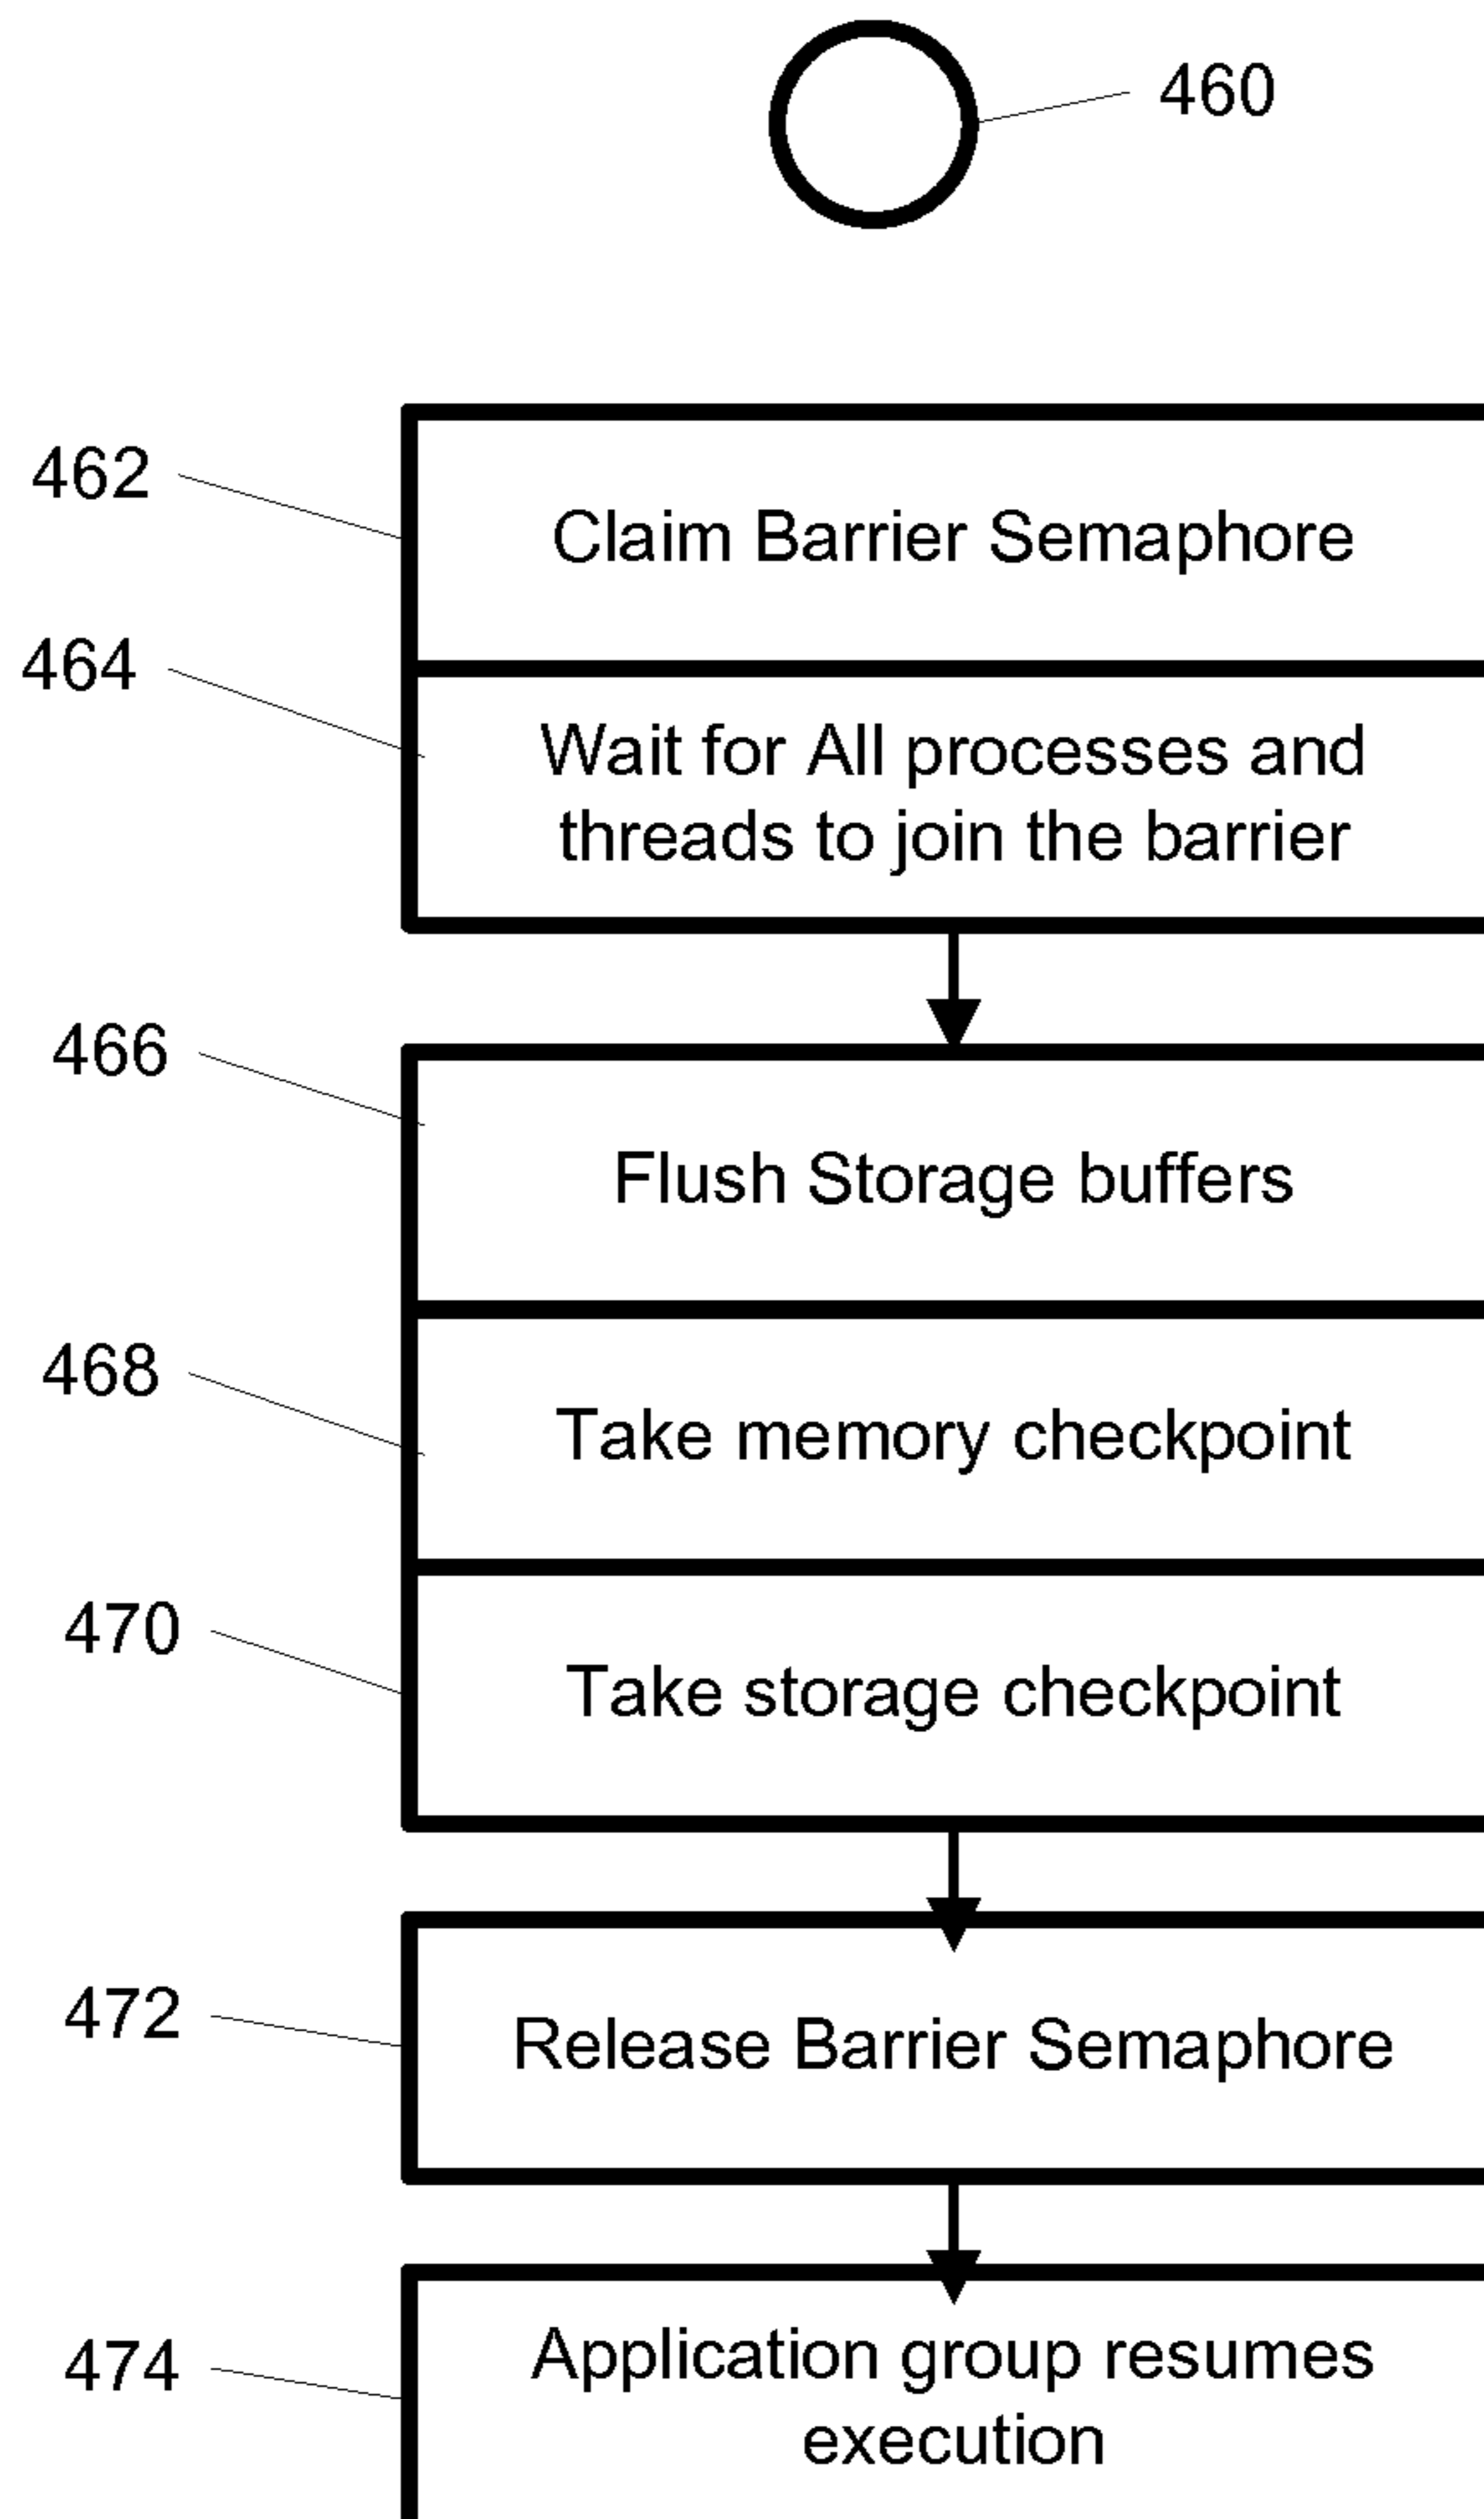 460
462
Claim Barrier Semaphore
464
Wait for All processes and
threads to join the barrier
466
Flush Storage buffers
468
Take memory checkpoint
470
Take storage checkpoint
472
Release Barrier Semaphore
474
Application group resumes
execution